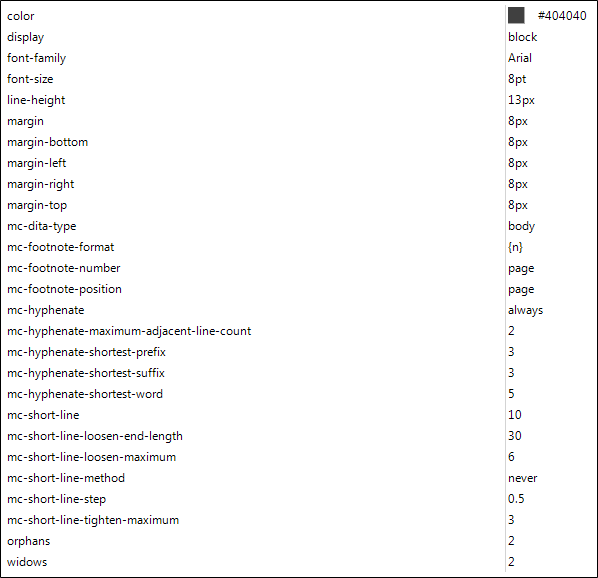 color #404040
display block
font-family Arial
font-size 8pt
line-height 13px
margin 8px
margin-bottom 8px
margin-left 8px
margin-right 8px
margin-top 8px
mc-dita-type body
mc-footnote-format {n}
mc-footnote-number page
mc-footnote-position page
mc-hyphenate always
mc-hyphenate-maximum-adjacent-line-count 2
mc-hyphenate-shortest-prefix 3
mc-hyphenate-shortest-suffix 3
mc-hyphenate-shortest-word 5
mc-short-line 10
mc-short-line-loosen-end-length 30
mc-short-line-loosen-maximum 6
mc-short-line-method never
mc-short-line-step 0.5
mc-short-line-tighten-maximum 3
orphans 2
widows 2